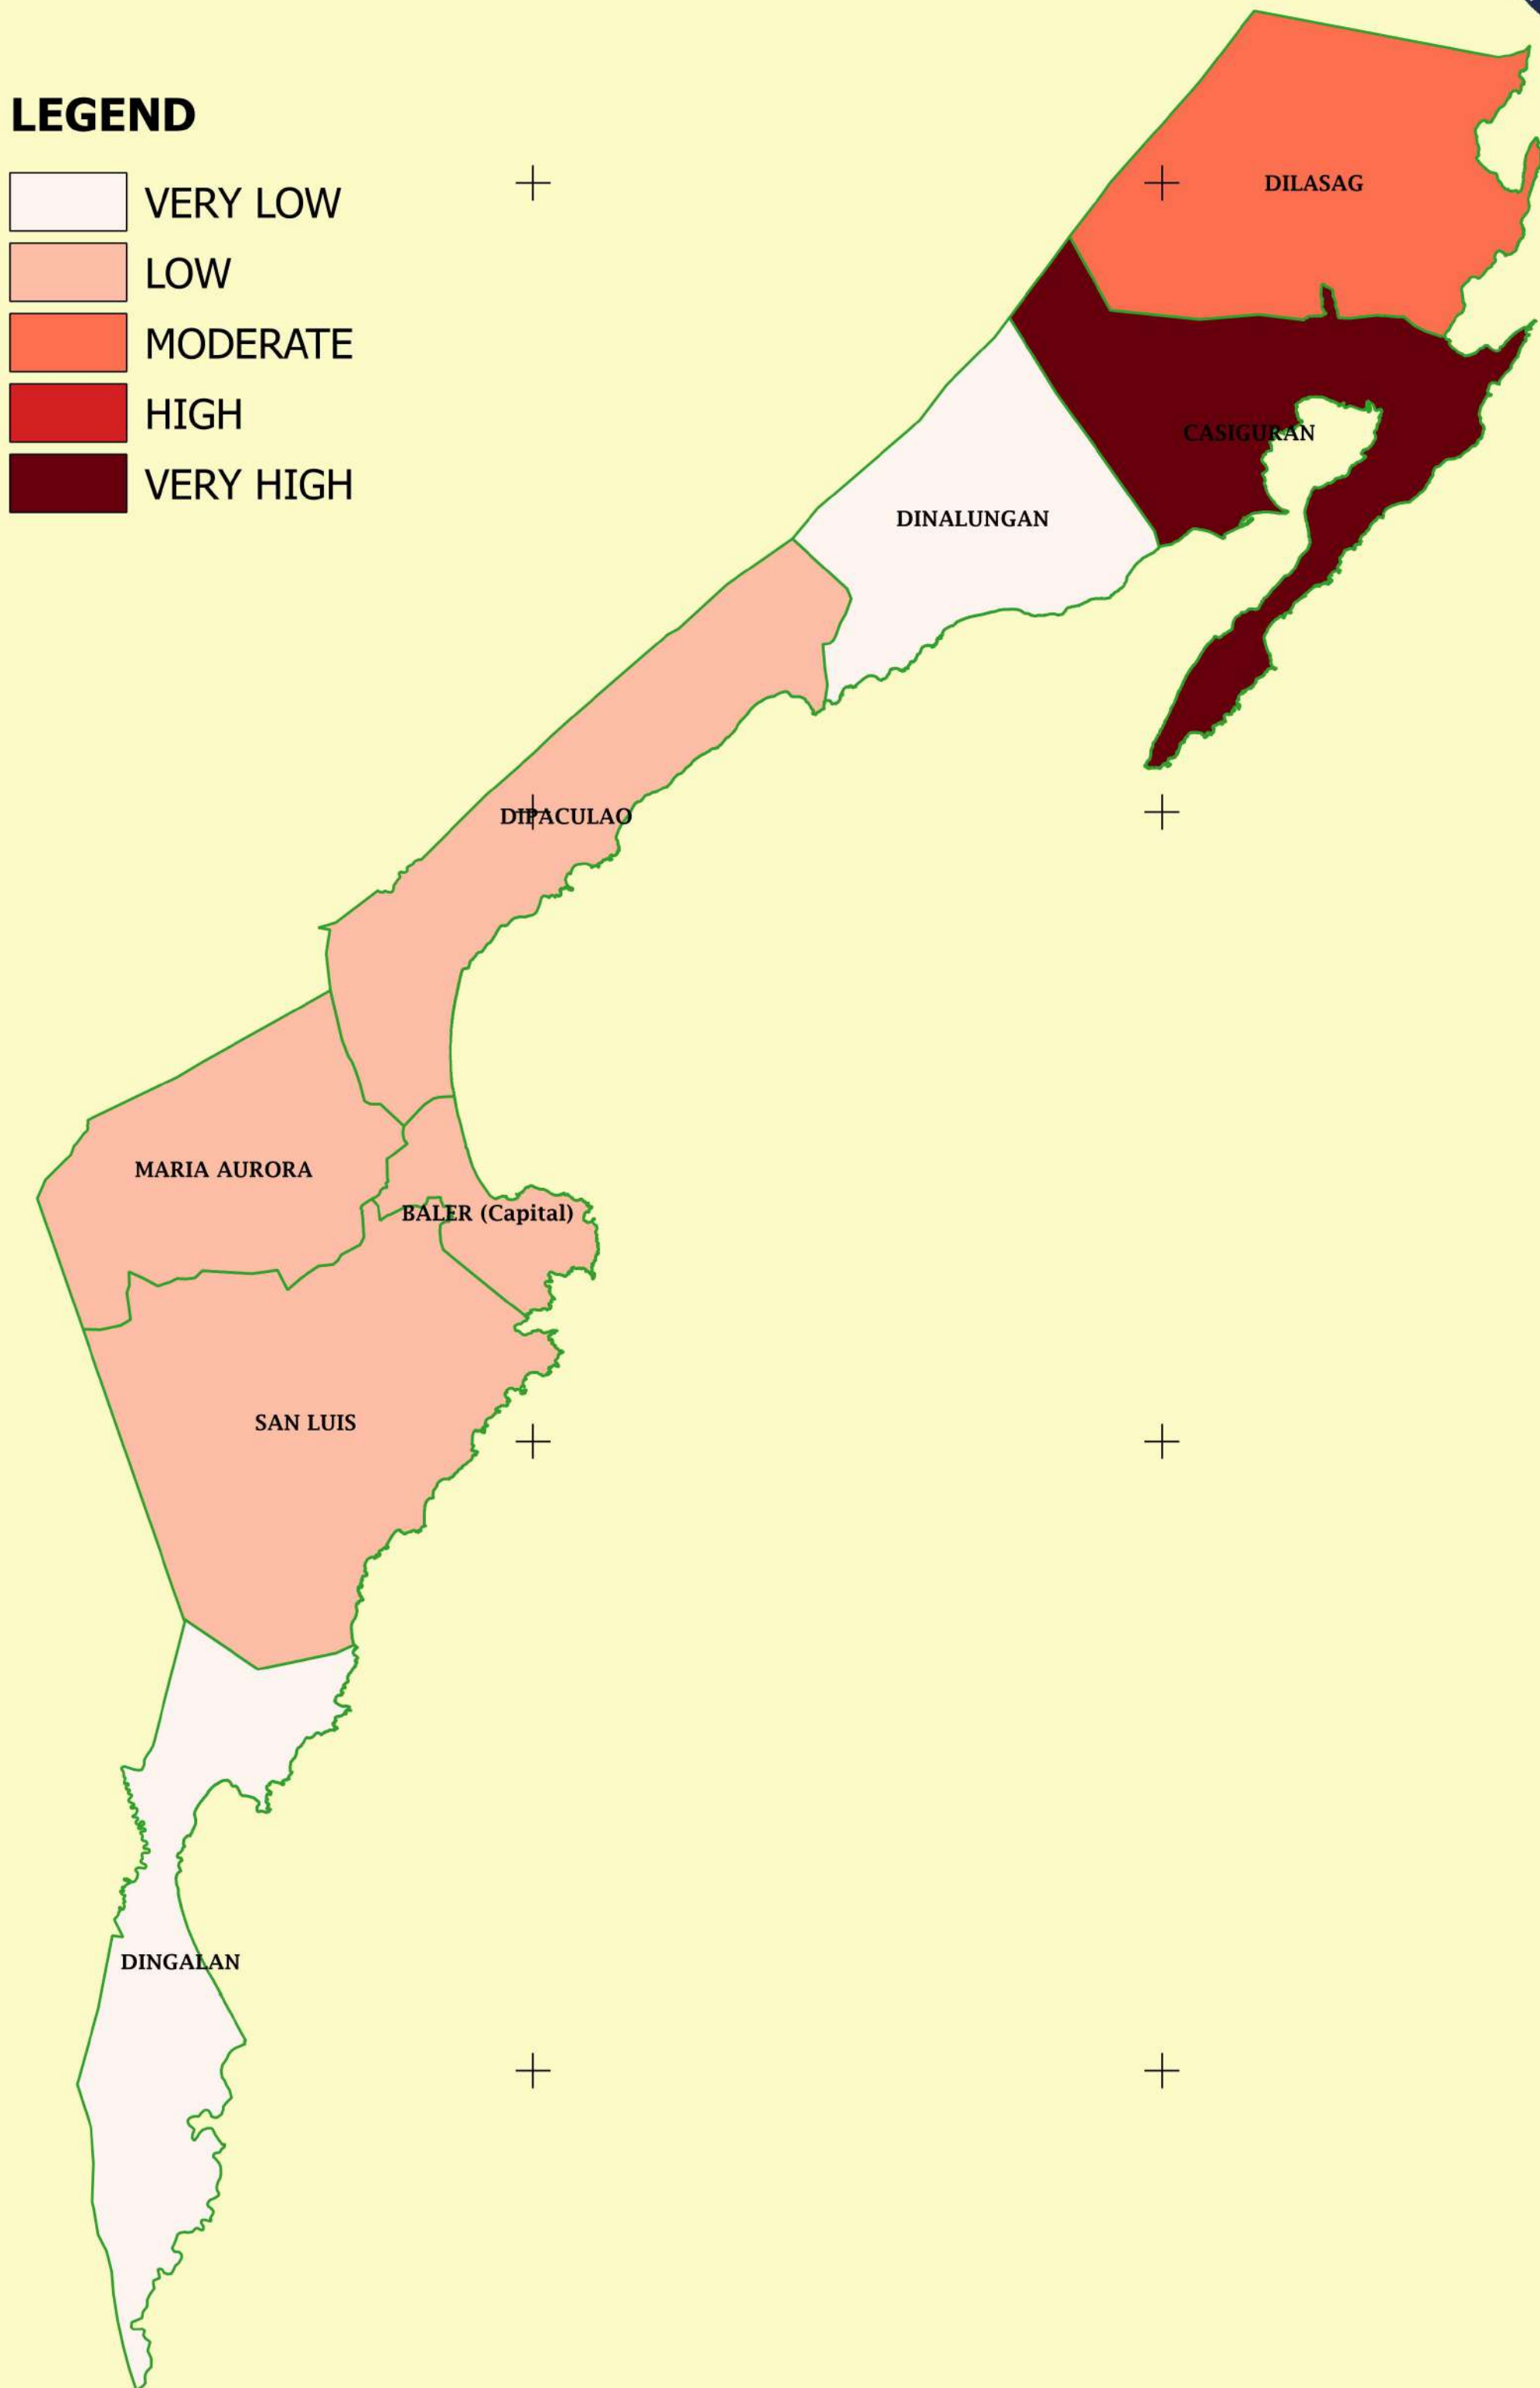 LEGEND
VERY LOW
LOW
MODERATE
HIGH
VERY HIGH
DILASAG
CASIGURAN
DINALUNGAN
DIPACULAO
MARIA AURORA
BALER (Capital)
SAN LUIS
DINGALAN